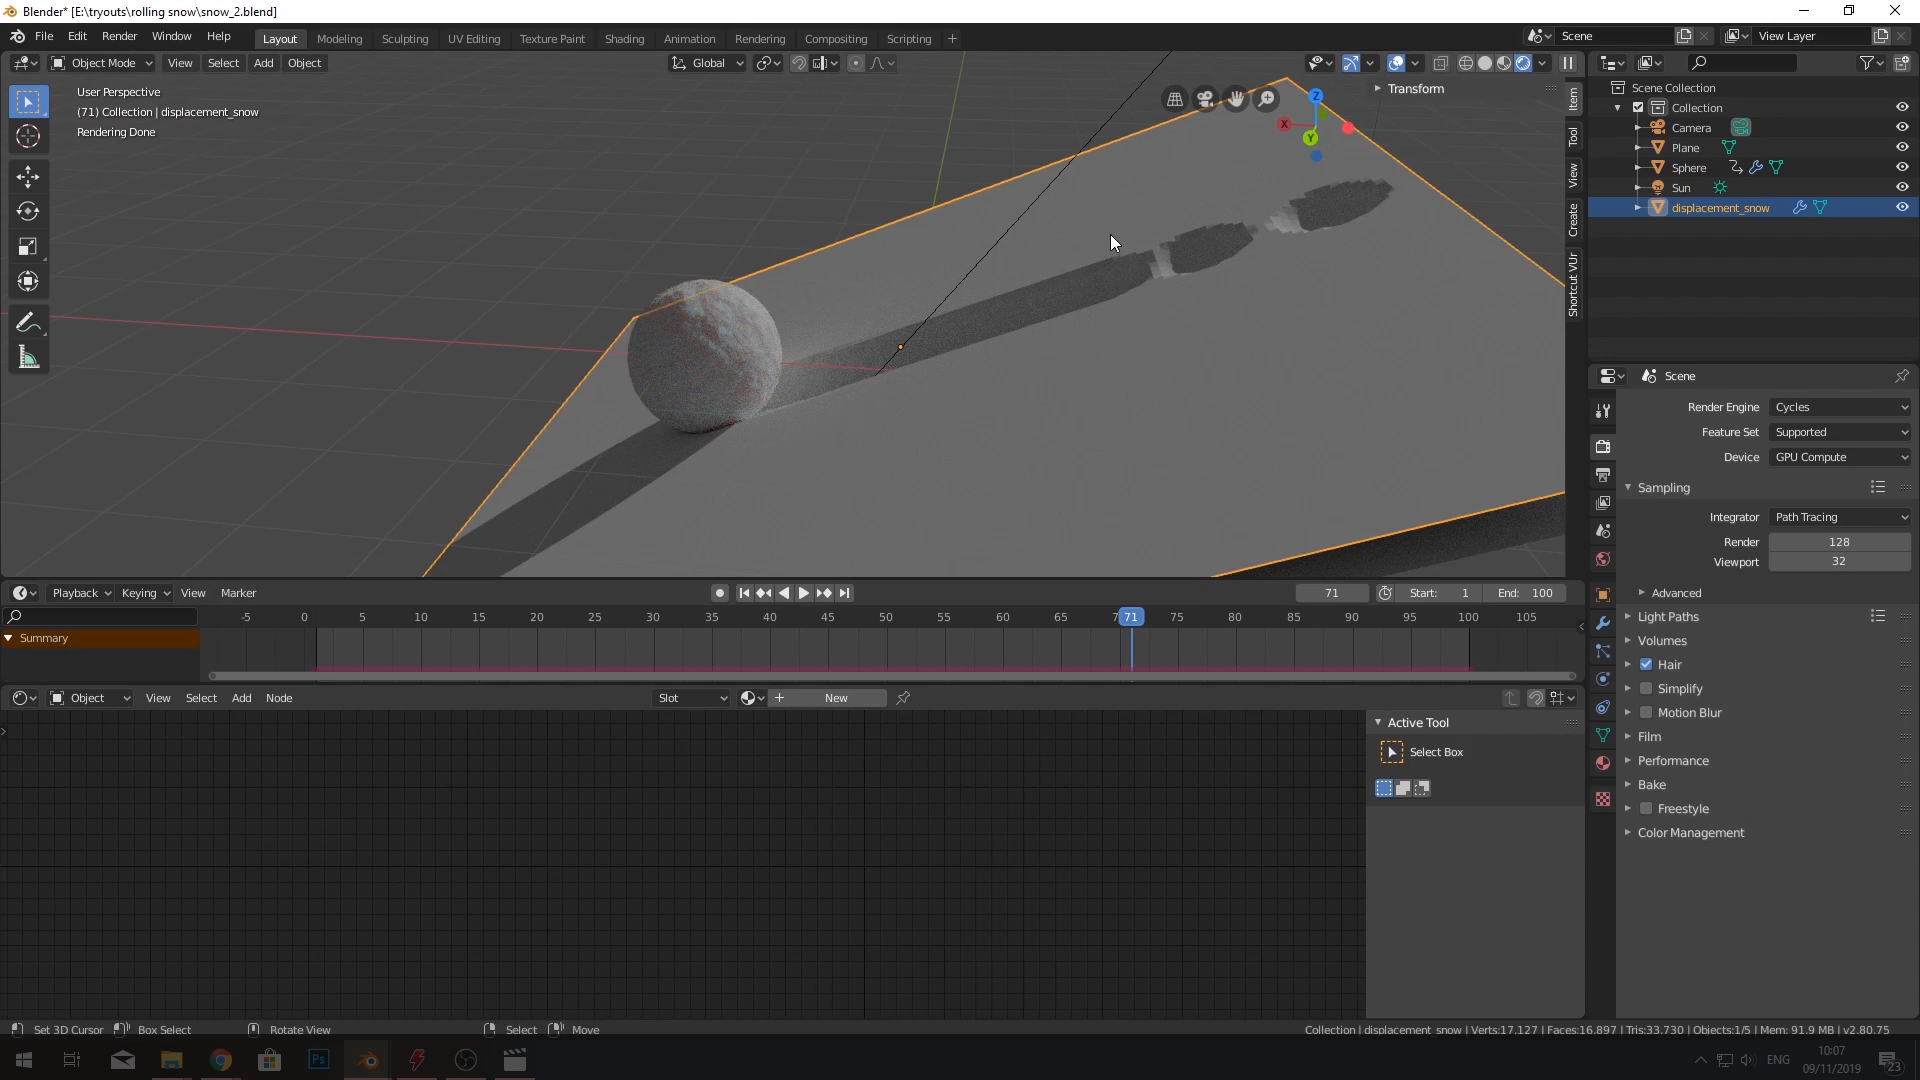 Blender* [E:\tryouts\rolling snow\snow_2.blend]
File Edit Render Window Help
Layout Modeling Sculpting UV Editing Texture Paint Shading Animation Rendering Compositing Scripting +
Scene
View Layer
Object Mode View Select Add Object
Global
User Perspective
(71) Collection | displacement_snow
Rendering Done
Transform
Z
X
Y
Item
Tool
View
Create
Shortcut VUr
Scene Collection
Collection
Camera
Plane
Sphere
Sun
displacement_snow
Scene
Render Engine Cycles
Feature Set Supported
Device GPU Compute
Sampling
Integrator Path Tracing
Render 128
Viewport 32
Advanced
Light Paths
Volumes
Hair
Simplify
Motion Blur
Film
Performance
Bake
Freestyle
Color Management
Playback Keying View Marker
71 Start: 1 End: 100
-5 0 5 10 15 20 25 30 35 40 45 50 55 60 65 7 71 75 80 85 90 95 100 105
Summary
Object View Select Add Node
Slot
New
Active Tool
Select Box
Set 3D Cursor Box Select Rotate View Select Move
Collection | displacement_snow | Verts:17,127 | Faces:16,897 | Tris:33,730 | Objects:1/5 | Mem: 91.9 MB | v2.80.75
Ps
ENG
10:07
09/11/2019
23